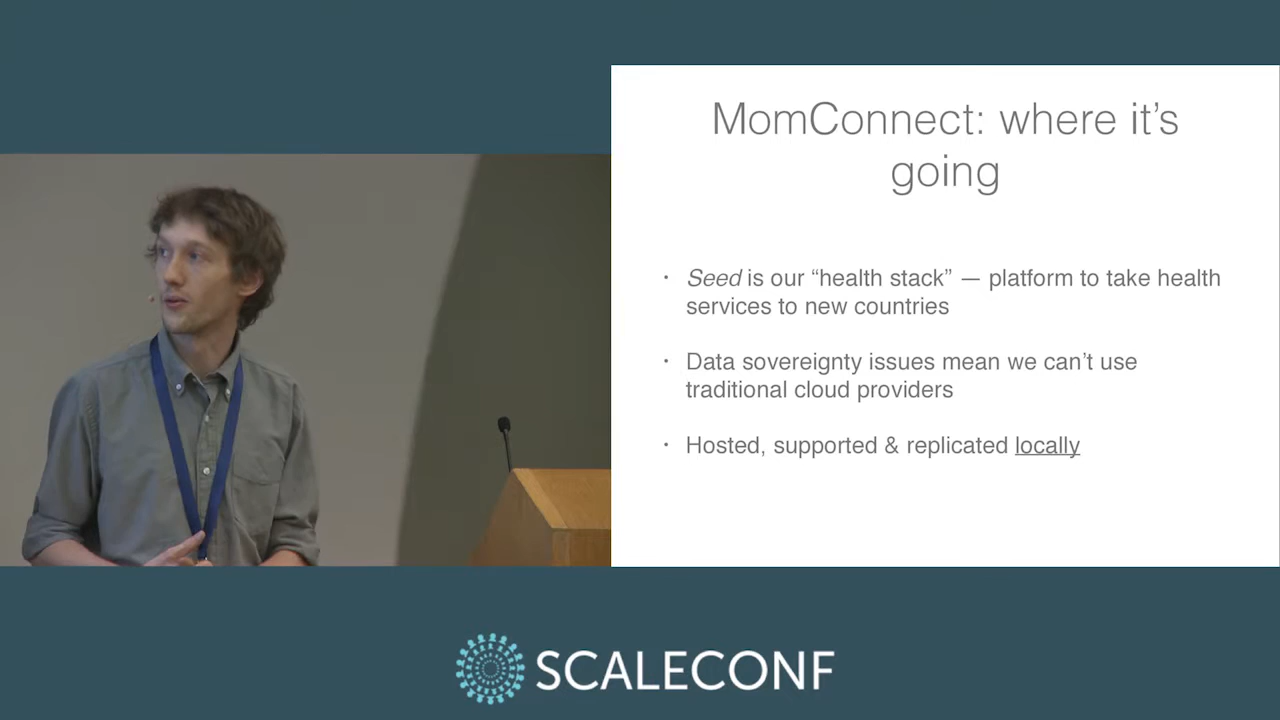 MomConnect: where it’s
going
• Seed is our “health stack” — platform to take health
services to new countries
• Data sovereignty issues mean we can’t use
traditional cloud providers
• Hosted, supported & replicated locally
SCALECONF